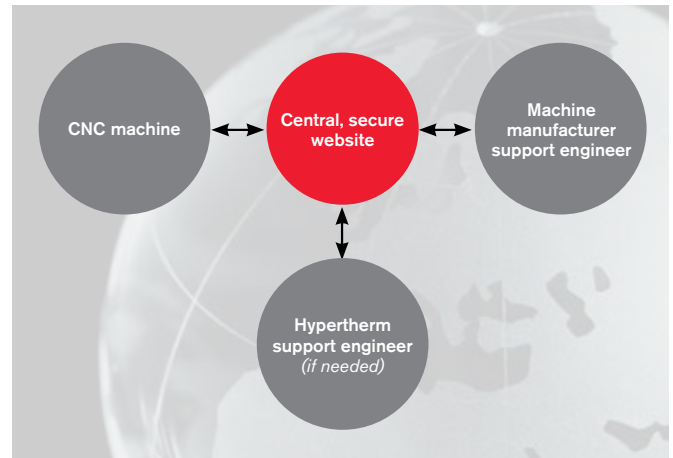 CNC machine
Central, secure
website
Machine
manufacturer
support engineer
Hypertherm
support engineer
(if needed)